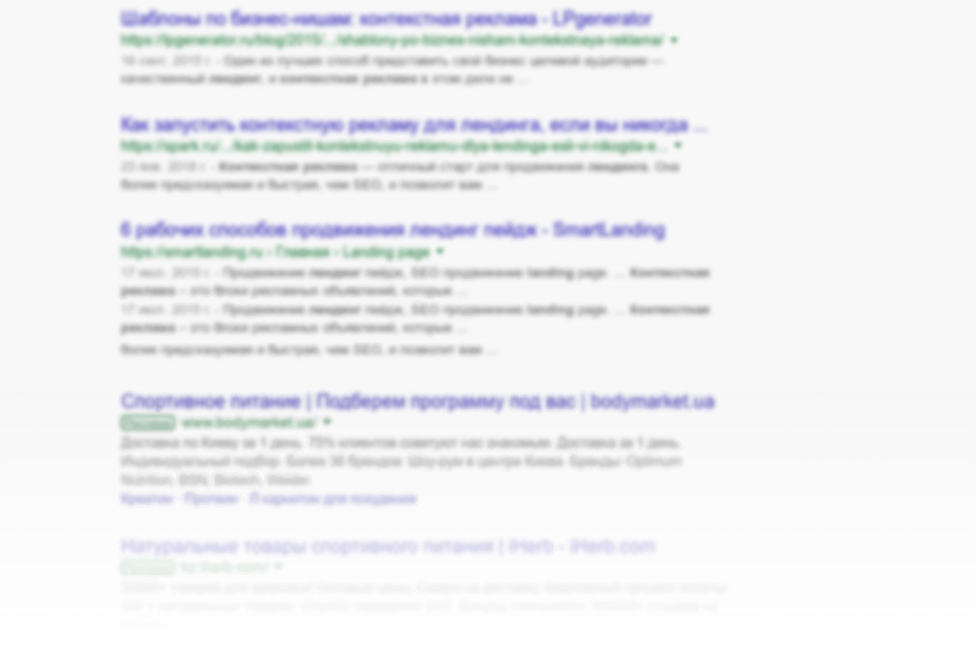 Шаблоны по бизнес-нишам: контекстная реклама - LPgenerator
https://lpgenerator.ru/blog/2015/.../shablony-po-biznes-nisham-kontekstnaya-reklama/
16 сент. 2015 г. - Один из лучших способ представить свой бизнес целевой аудитории —
качественный лендинг, и контекстная реклама в этом деле не ...
Как запустить контекстную рекламу для лендинга, если вы никогда ...
https://spark.ru/.../kak-zapustit-kontekstnuyu-reklamu-dlya-lendinga-esli-vi-nikogda-e...
23 янв. 2018 г. - Контекстная реклама — отличный старт для продвижения лендинга. Она
более предсказуемая и быстрая, чем SEO, и позволит вам ...
6 рабочих способов продвижения лендинг пейдж - SmartLanding
https://smartlanding.ru › Главная › Landing page
17 июл. 2015 г. - Продвижение лендинг пейдж, SEO продвижение landing page. ... Контекстная
реклама – это блоки рекламных объявлений, которые ...
17 июл. 2015 г. - Продвижение лендинг пейдж, SEO продвижение landing page. ... Контекстная
реклама – это блоки рекламных объявлений, которые ...
более предсказуемая и быстрая, чем SEO, и позволит вам ...
Спортивное питание | Подберем программу под вас | bodymarket.ua
www.bodymarket.ua/
Доставка по Киеву за 1 день. 75% клиентов советуют нас знакомым. Доставка за 1 день.
Индивидуальный подбор. Более 38 брендов. Шоу-рум в центре Киева. Бренды: Optimum
Nutrition, BSN, Biotech, Weider.
Креатин · Протеин · Л карнитин для похудения
Натуральные товары спортивного питания | iHerb - iHerb.com